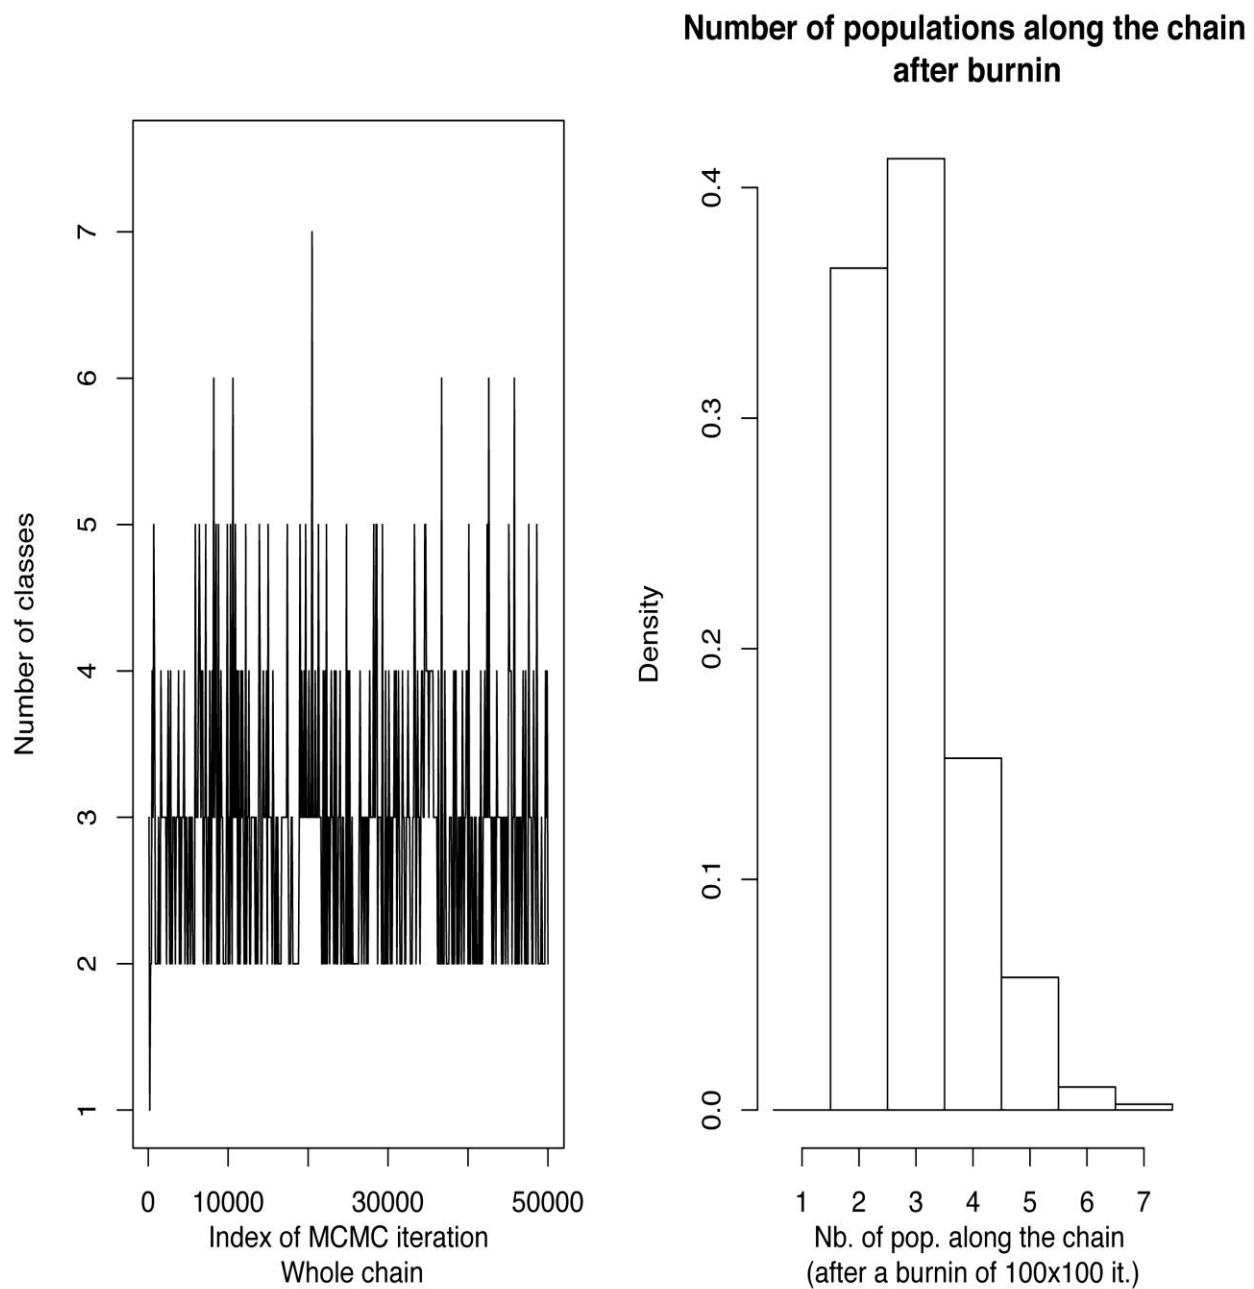 Number of populations along the chain
after burnin
Number of classes
7
6
5
4
3
2
1
0
10000
30000
50000
Index of MCMC iteration
Whole chain
Density
0.4
0.3
0.2
0.1
0.0
1
2
3
4
5
6
7
Nb. of pop. along the chain
(after a burnin of 100x100 it.)